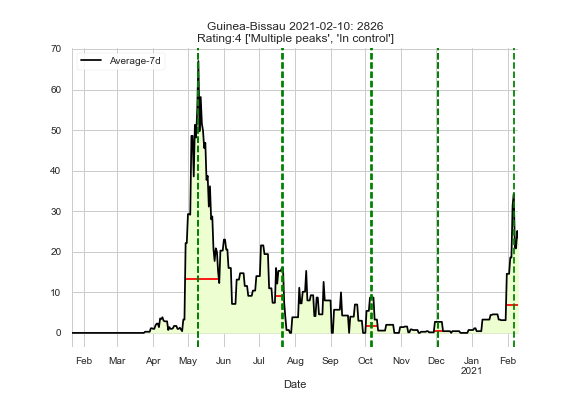 Guinea-Bissau 2021-02-10: 2826
Rating:4 ['Multiple peaks', 'In control']
70
Average-7d
60
50
40
30
20
10
0
Feb Mar Apr May Jun Jul Aug Sep Oct Nov Dec Jan Feb
2021
Date